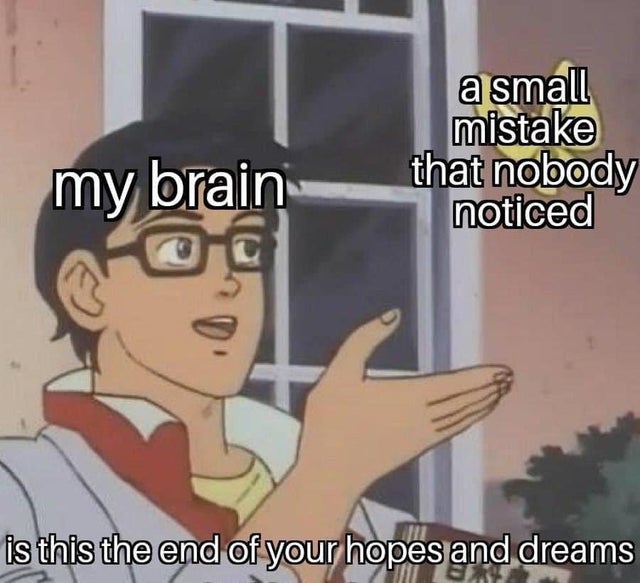 a small
mistake
that nobody
noticed
my brain
is this the end of your hopes and dreams